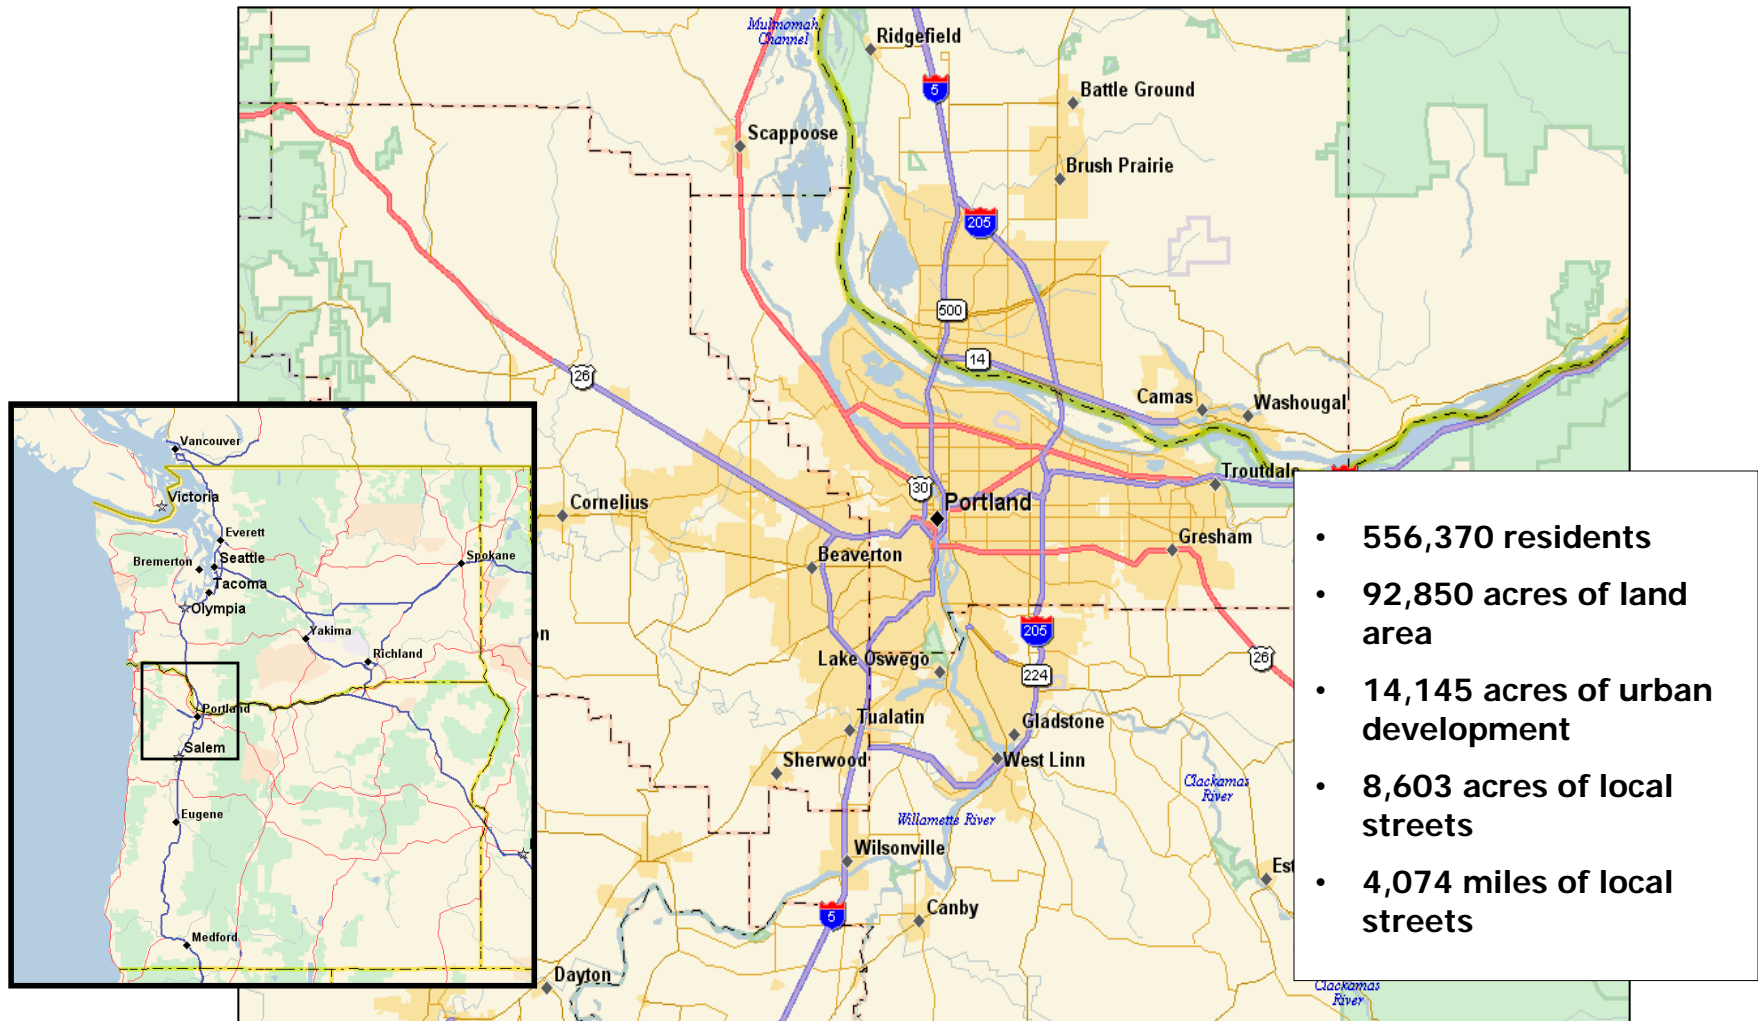 Multnomah
Channel
Ridgefield
5
Battle Ground
Scappoose
Brush Prairie
205
500
14
26
Camas
Washougal
Troutdale
30
Portland
Cornelius
Gresham
Beaverton
205
Lake Oswego
224
26
Tualatin
Gladstone
Sherwood
West Linn
Clackamas
River
Willamette River
Wilsonville
5
Canby
Dayton
Clackamas
River
Vancouver
Victoria
Everett
Bremerton
Seattle
Spokane
Tacoma
Olympia
Yakima
Richland
Portland
Salem
Eugene
Medford
• 556,370 residents
• 92,850 acres of land
area
• 14,145 acres of urban
development
• 8,603 acres of local
streets
• 4,074 miles of local
streets